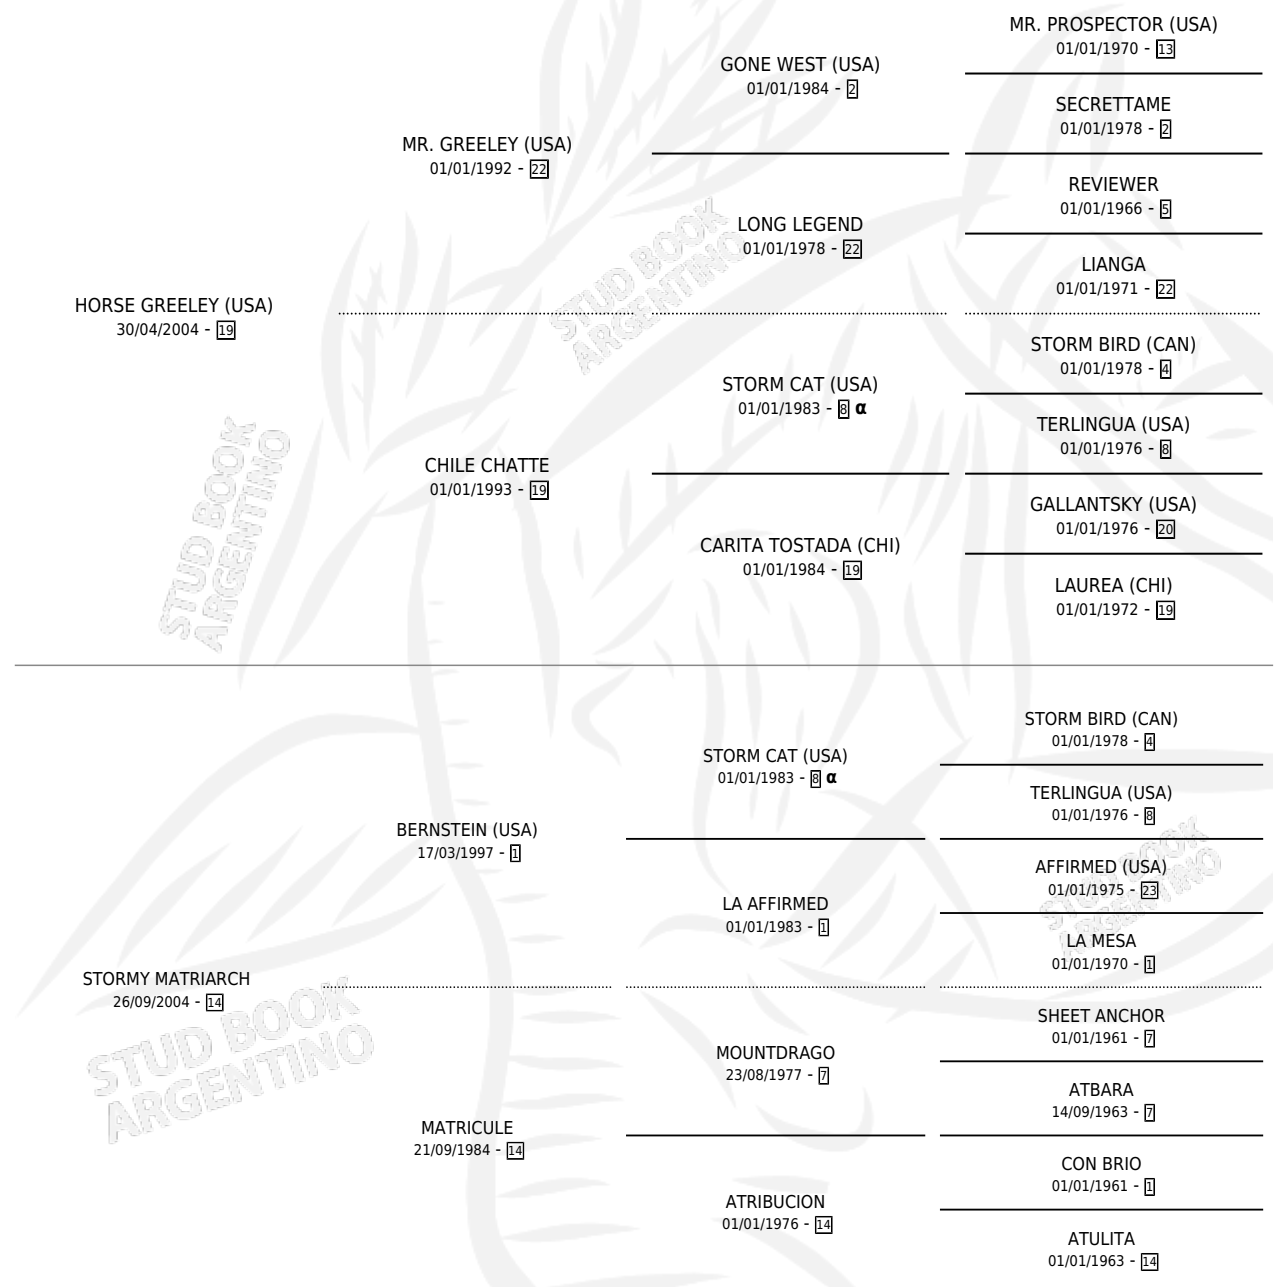 MR. PROSPECTOR (USA)
01/01/1970 - 13
GONE WEST (USA)
01/01/1984 - 2
SECRETTAME
01/01/1978 - 2
MR. GREELEY (USA)
01/01/1992 - 22
REVIEWER
01/01/1966 - 5
LONG LEGEND
01/01/1978 - 22
LIANGA
01/01/1971 - 22
HORSE GREELEY (USA)
30/04/2004 - 19
STORM BIRD (CAN)
01/01/1978 - 4
STORM CAT (USA)
01/01/1983 - 8 α
TERLINGUA (USA)
01/01/1976 - 8
CHILE CHATTE
01/01/1993 - 19
GALLANTSKY (USA)
01/01/1976 - 20
CARITA TOSTADA (CHI)
01/01/1984 - 19
LAUREA (CHI)
01/01/1972 - 19
STORM BIRD (CAN)
01/01/1978 - 4
STORM CAT (USA)
01/01/1983 - 8 α
TERLINGUA (USA)
01/01/1976 - 8
BERNSTEIN (USA)
17/03/1997 - 1
AFFIRMED (USA)
01/01/1975 - 23
LA AFFIRMED
01/01/1983 - 1
LA MESA
01/01/1970 - 1
STORMY MATRIARCH
26/09/2004 - 14
SHEET ANCHOR
01/01/1961 - 7
MOUNTDRAGO
23/08/1977 - 7
ATBARA
14/09/1963 - 7
MATRICULE
21/09/1984 - 14
CON BRIO
01/01/1961 - 1
ATRIBUCION
01/01/1976 - 14
ATULITA
01/01/1963 - 14
STUD BOOK
ARGENTINO
STUD BOOK
ARGENTINO
STUD BOOK
ARGENTINO
STUD BOOK
ARGENTINO